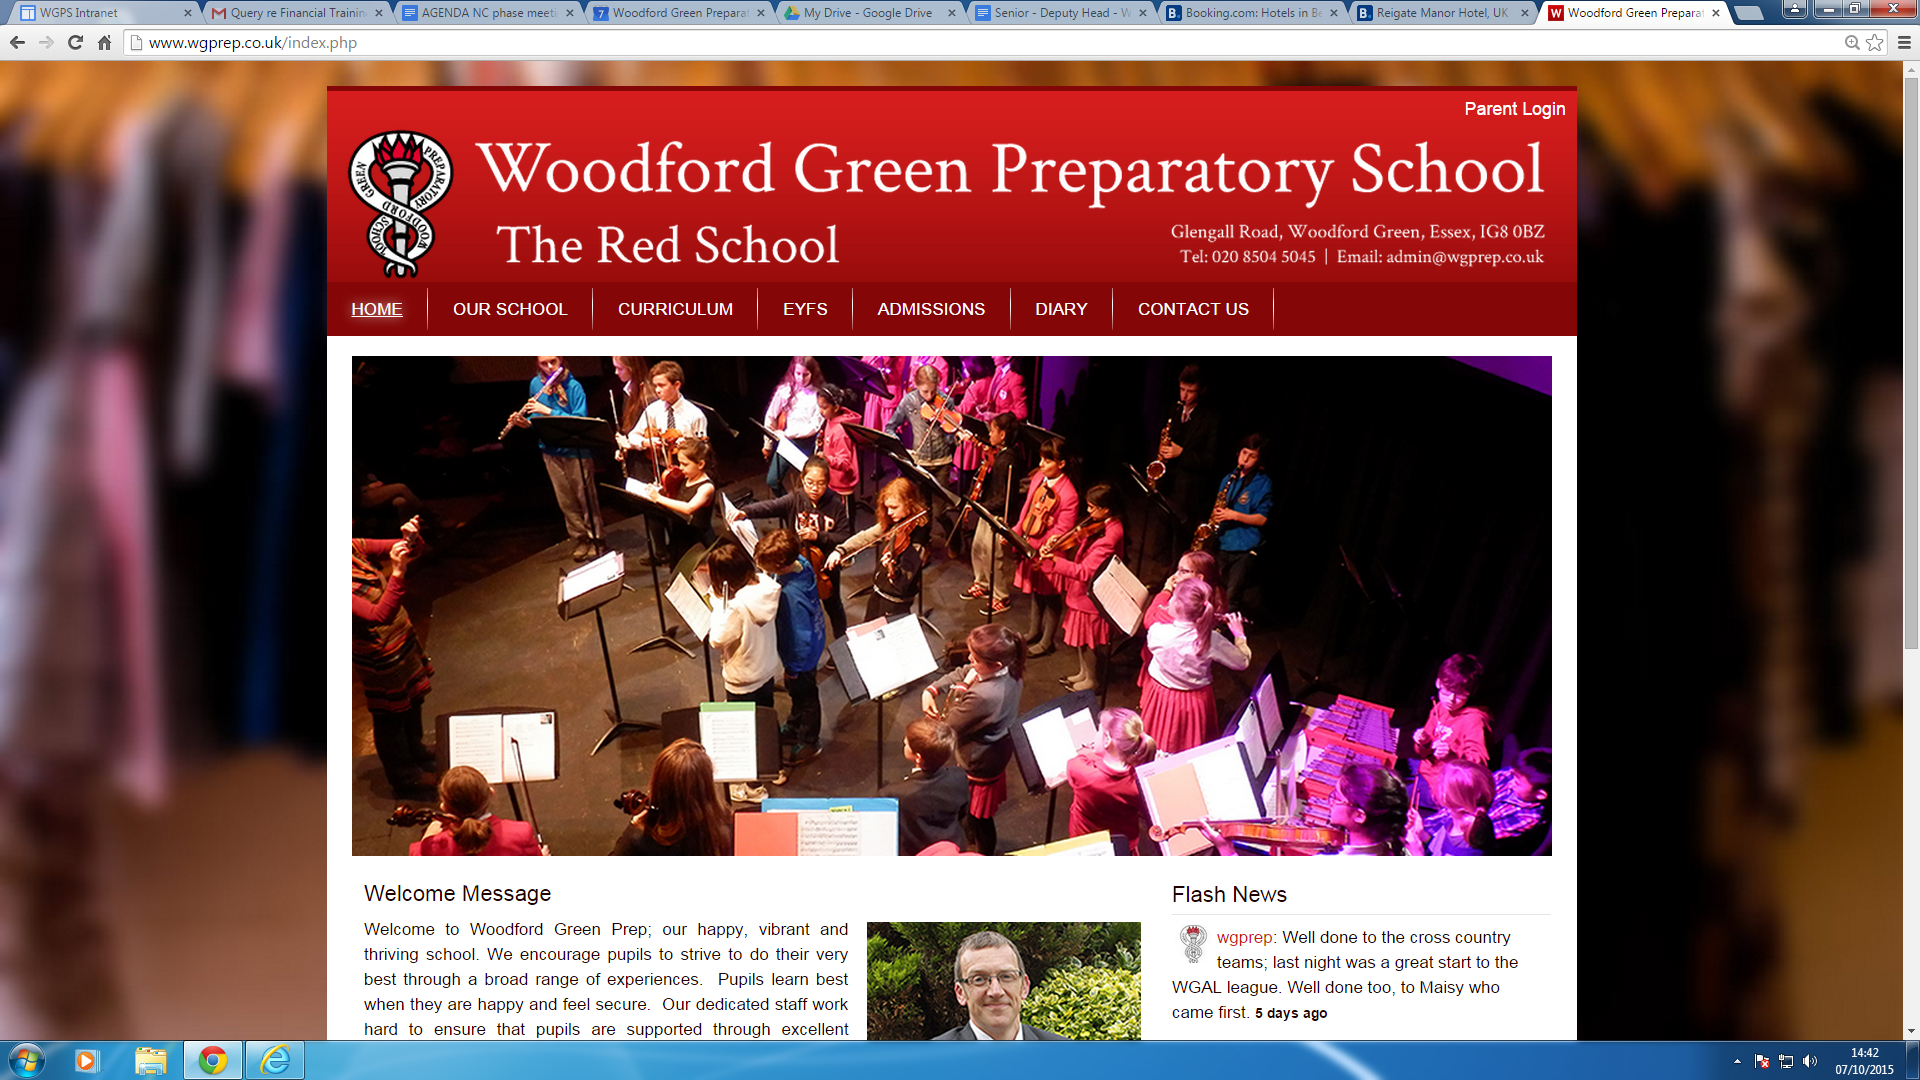 WGPS Intranet
Query re Financial Trainin
AGENDA NC phase meeti
Woodford Green Preparat
My Drive - Google Drive
Senior - Deputy Head - W
Booking.com: Hotels in Be
Reigate Manor Hotel, UK
Woodford Green Preparat
www.wgprep.co.uk/index.php
Parent Login
WOODFORD GREEN PREPARATORY SCHOOL
Woodford Green Preparatory School
The Red School
Glengall Road, Woodford Green, Essex, IG8 0BZ
Tel: 020 8504 5045 | Email: admin@wgprep.co.uk
HOME
OUR SCHOOL
CURRICULUM
EYFS
ADMISSIONS
DIARY
CONTACT US
Welcome Message
Welcome to Woodford Green Prep; our happy, vibrant and
thriving school. We encourage pupils to strive to do their very
best through a broad range of experiences. Pupils learn best
when they are happy and feel secure. Our dedicated staff work
hard to ensure that pupils are supported through excellent
Flash News
wgprep: Well done to the cross country
teams; last night was a great start to the
WGAL league. Well done too, to Maisy who
came first. 5 days ago
14:42
07/10/2015